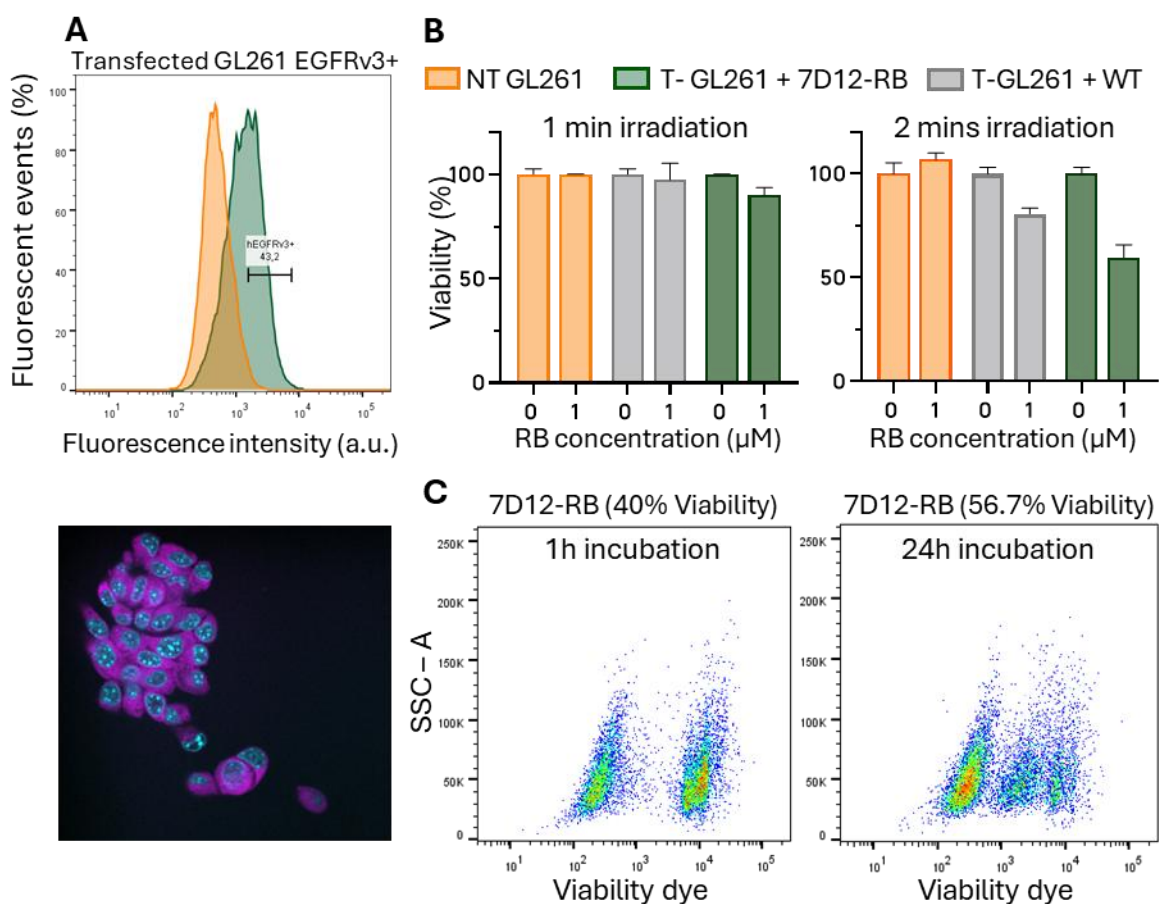 A
Transfected GL261 EGFRv3+
Fluorescent events (%)
100
80
60
40
20
0
hEGFRv3+
43,2
10^1 10^2 10^3 10^4 10^5
Fluorescence intensity (a.u.)
B
NT GL261 T- GL261 + 7D12-RB T-GL261 + WT
1 min irradiation
Viability (%)
100
50
0
0 1 0 1 0 1
RB concentration (µM)
2 mins irradiation
100
50
0
0 1 0 1 0 1
RB concentration (µM)
C
7D12-RB (40% Viability)
1h incubation
SSC – A
250K
200K
150K
100K
50K
0
10^1 10^2 10^3 10^4 10^5
Viability dye
7D12-RB (56.7% Viability)
24h incubation
250K
200K
150K
100K
50K
0
10^1 10^2 10^3 10^4 10^5
Viability dye